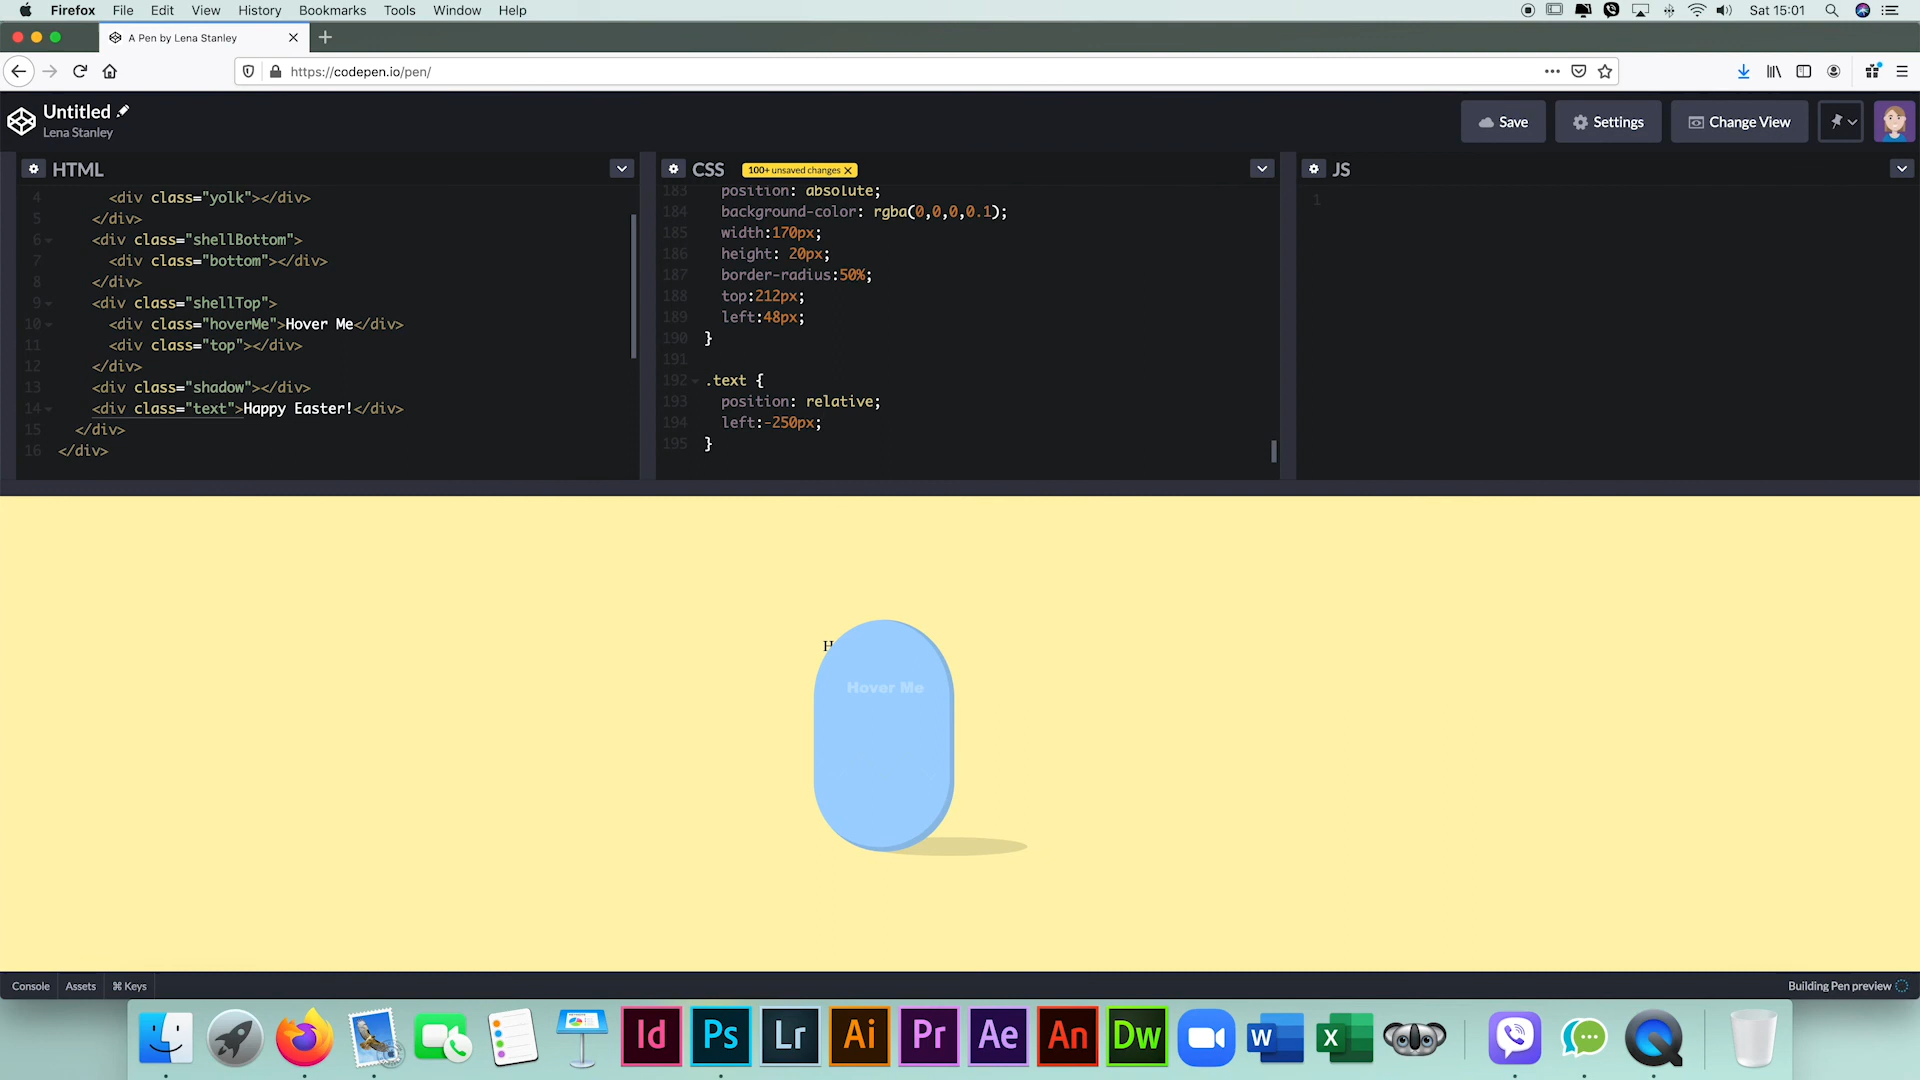 Firefox File Edit View History Bookmarks Tools Window Help Sat 15:01
A Pen by Lena Stanley
https://codepen.io/pen/
Untitled
Lena Stanley
Save Settings Change View
HTML
4 <div class="yolk"></div>
5 </div>
6 <div class="shellBottom">
7 <div class="bottom"></div>
8 </div>
9 <div class="shellTop">
10 <div class="hoverMe">Hover Me</div>
11 <div class="top"></div>
12 </div>
13 <div class="shadow"></div>
14 <div class="text">Happy Easter!</div>
15 </div>
16 </div>
CSS 100+ unsaved changes X
183 position: absolute;
184 background-color: rgba(0,0,0,0.1);
185 width:170px;
186 height: 20px;
187 border-radius:50%;
188 top:212px;
189 left:48px;
190 }
191
192 .text {
193 position: relative;
194 left:-250px;
195 }
JS
1
H
Hover Me
Console Assets ⌘ Keys Building Pen preview
Id Ps Lr Ai Pr Ae An Dw W X